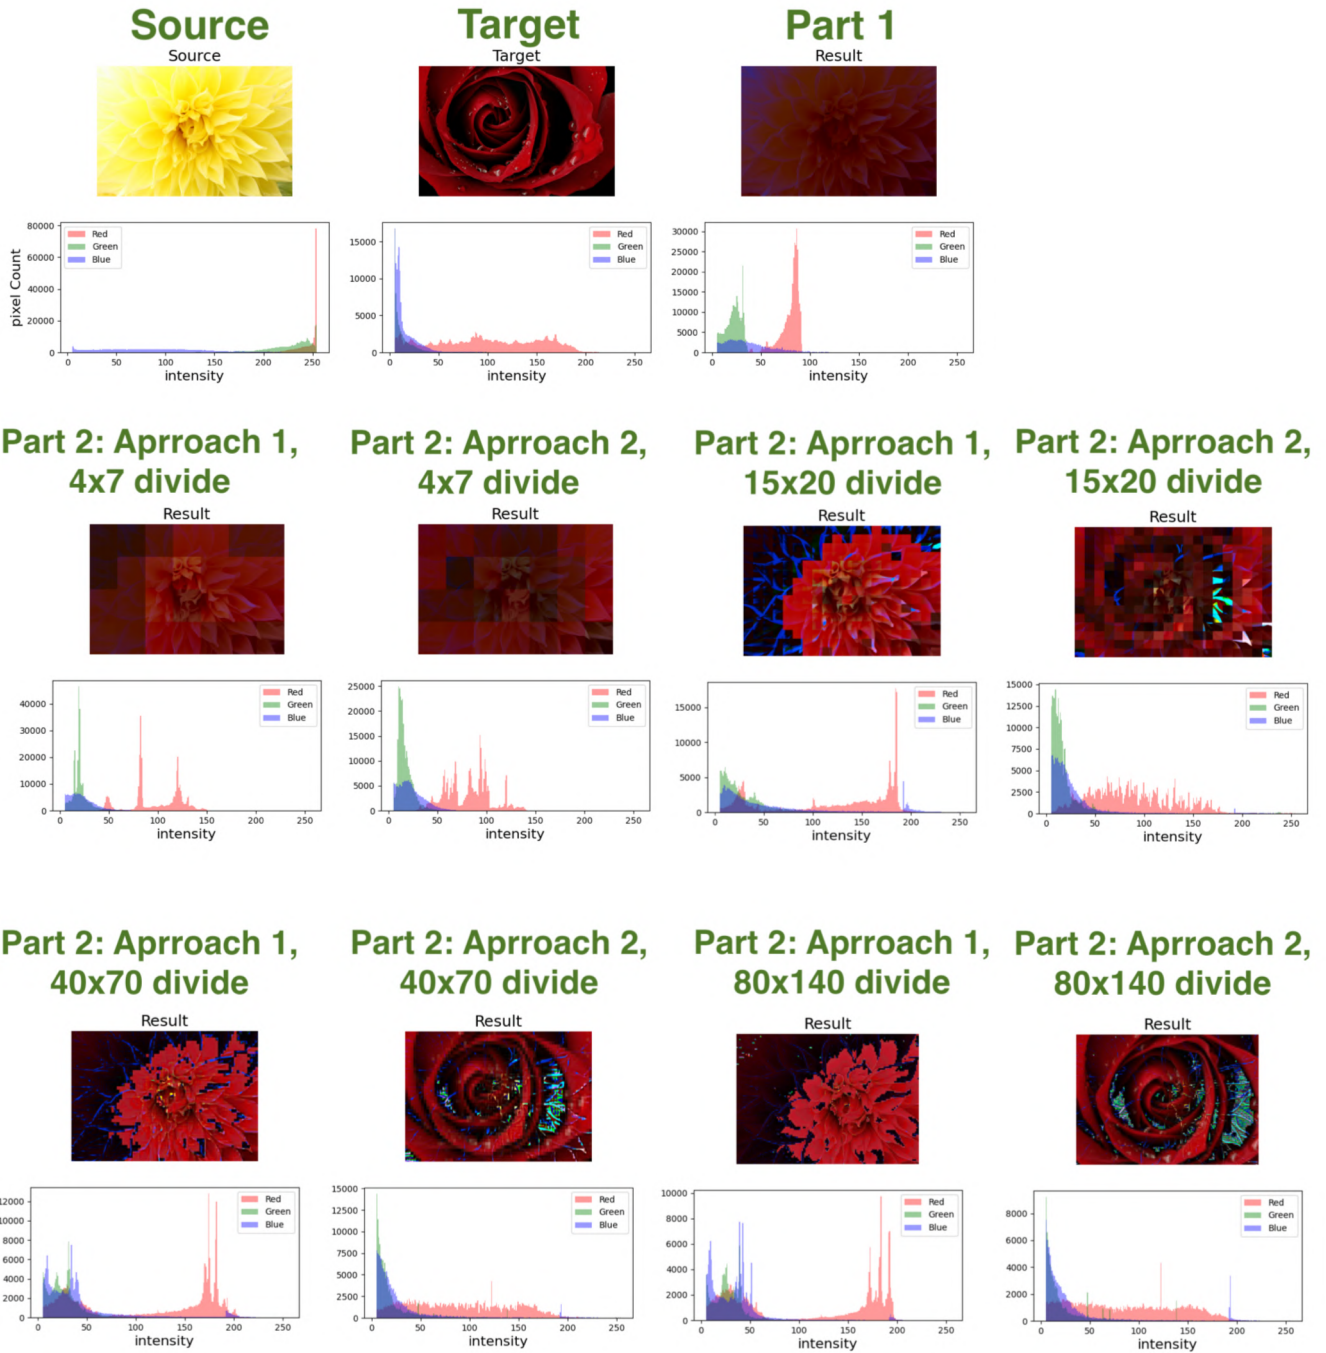 Source
Target
Part 1
Source
Target
Result
80000
60000
40000
20000
0
pixel Count
Red
Green
Blue
0 50 100 150 200 250
intensity
15000
10000
5000
0
Red
Green
Blue
0 50 100 150 200 250
intensity
30000
25000
20000
15000
10000
5000
0
Red
Green
Blue
0 50 100 150 200 250
intensity
Part 2: Aprroach 1,
4x7 divide
Part 2: Aprroach 2,
4x7 divide
Part 2: Aprroach 1,
15x20 divide
Part 2: Aprroach 2,
15x20 divide
Result
Result
Result
Result
40000
30000
20000
10000
0
Red
Green
Blue
0 50 100 150 200 250
intensity
25000
20000
15000
10000
5000
0
Red
Green
Blue
0 50 100 150 200 250
intensity
15000
10000
5000
0
Red
Green
Blue
0 50 100 150 200 250
intensity
15000
12500
10000
7500
5000
2500
0
Red
Green
Blue
0 50 100 150 200 250
intensity
Part 2: Aprroach 1,
40x70 divide
Part 2: Aprroach 2,
40x70 divide
Part 2: Aprroach 1,
80x140 divide
Part 2: Aprroach 2,
80x140 divide
Result
Result
Result
Result
12000
10000
8000
6000
4000
2000
0
Red
Green
Blue
0 50 100 150 200 250
intensity
15000
12500
10000
7500
5000
2500
0
Red
Green
Blue
0 50 100 150 200 250
intensity
10000
8000
6000
4000
2000
0
Red
Green
Blue
0 50 100 150 200 250
intensity
8000
6000
4000
2000
0
Red
Green
Blue
0 50 100 150 200 250
intensity